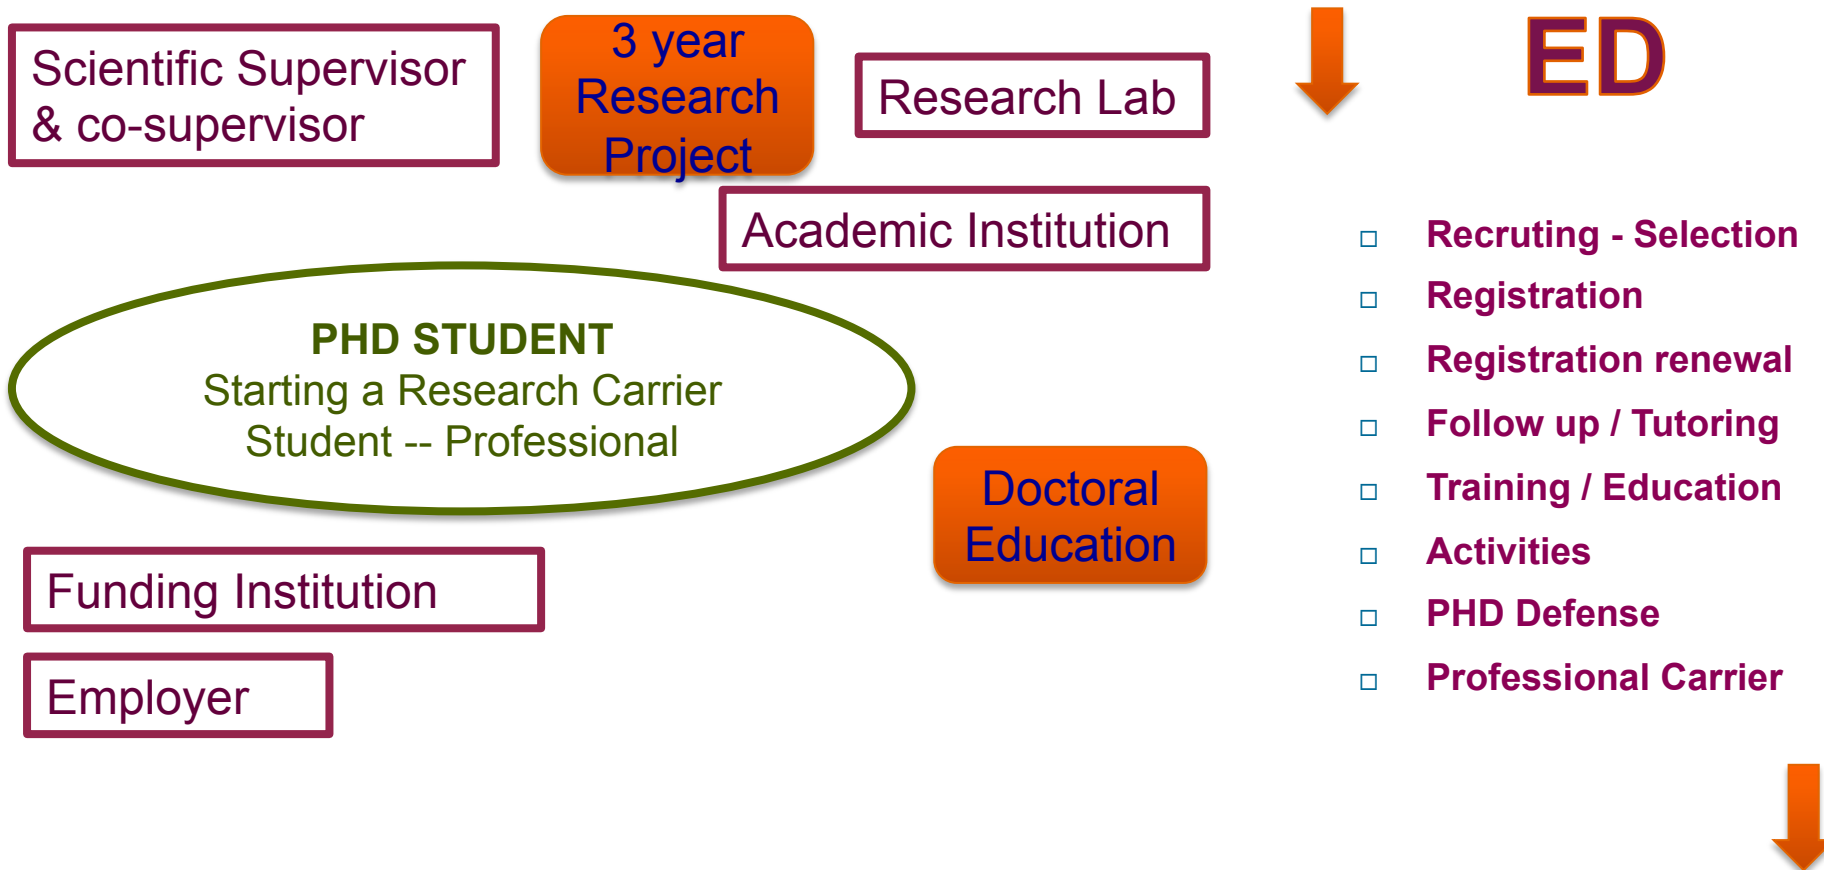 Scientific Supervisor
& co-supervisor
3 year
Research
Project
Research Lab
Academic Institution
PHD STUDENT
Starting a Research Carrier
Student -- Professional
Doctoral
Education
Funding Institution
Employer
ED
Recruting - Selection
Registration
Registration renewal
Follow up / Tutoring
Training / Education
Activities
PHD Defense
Professional Carrier